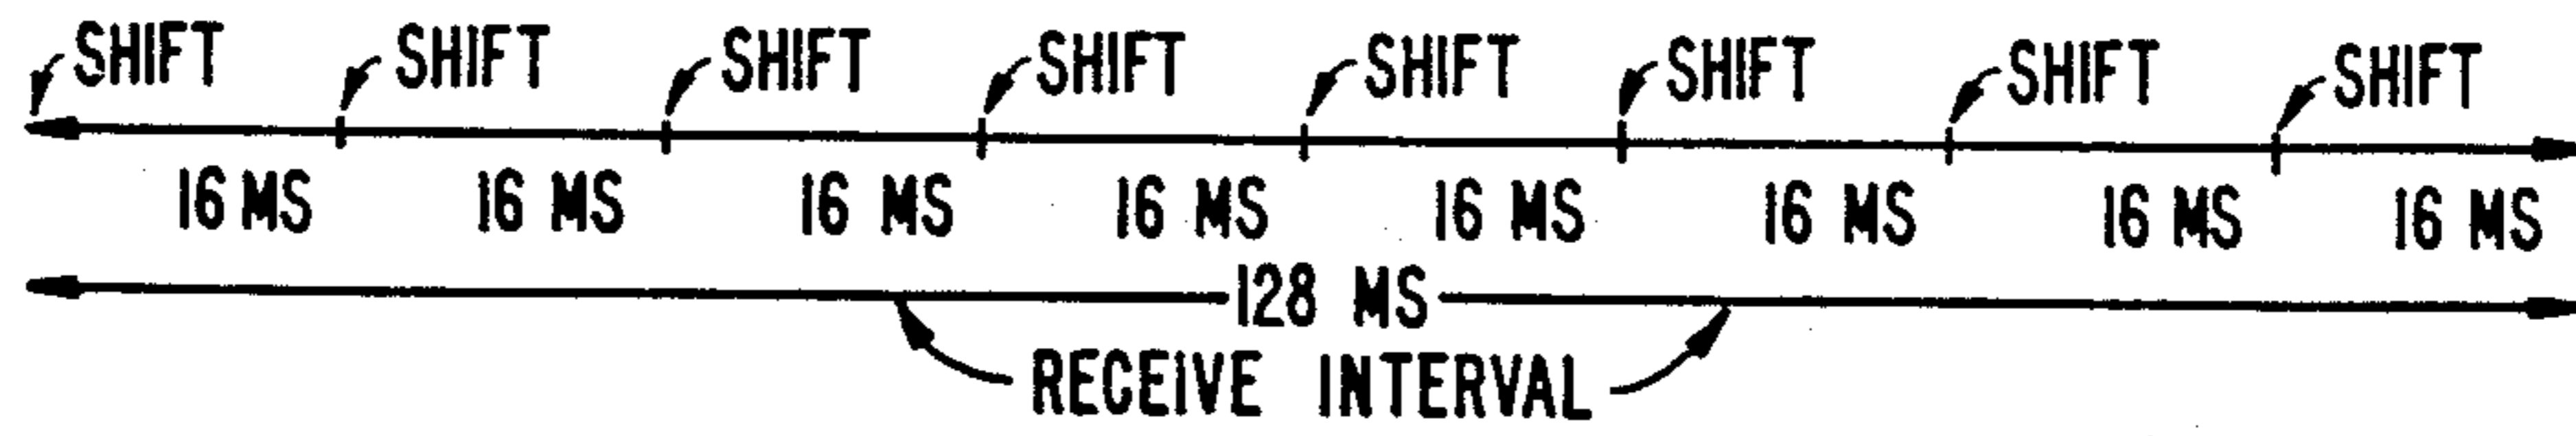 SHIFT SHIFT SHIFT SHIFT SHIFT SHIFT SHIFT SHIFT
16 MS 16 MS 16 MS 16 MS 16 MS 16 MS 16 MS 16 MS
128 MS
RECEIVE INTERVAL